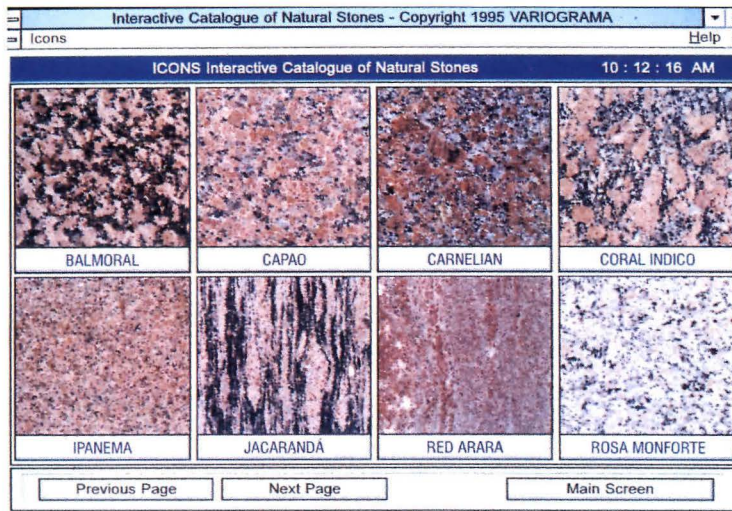 Interactive Catalogue of Natural Stones - Copyright 1995 VARIOGRAMA
Icons Help
ICONS Interactive Catalogue of Natural Stones 10 : 12 : 16 AM
BALMORAL CAPAO CARNELIAN CORAL INDICO
IPANEMA JACARANDÁ RED ARARA ROSA MONFORTE
Previous Page Next Page Main Screen